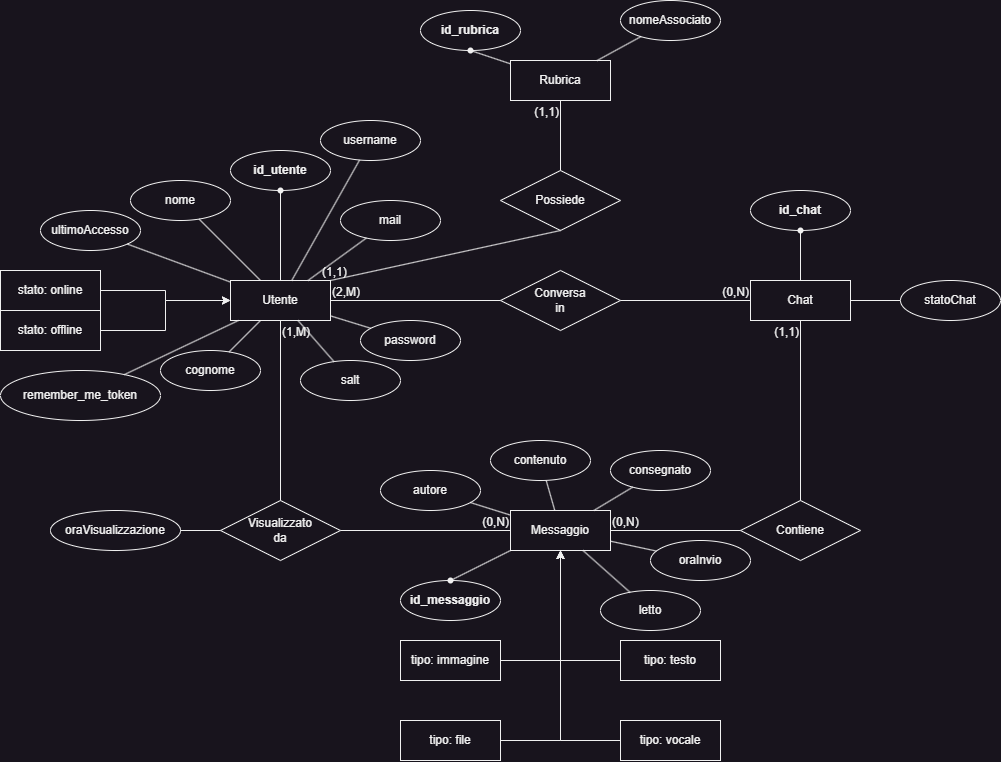 id_rubrica
nomeAssociato
Rubrica
(1,1)
username
id_utente
nome
Possiede
mail
ultimoAccesso
id_chat
(1,1)
stato: online
Utente
(2,M)
Conversa
in
(0,N)
Chat
statoChat
stato: offline
(1,M)
(1,1)
password
cognome
salt
remember_me_token
contenuto
consegnato
autore
oraVisualizzazione
Visualizzato
da
(0,N)
Messaggio
(0,N)
Contiene
oraInvio
id_messaggio
letto
tipo: immagine
tipo: testo
tipo: file
tipo: vocale